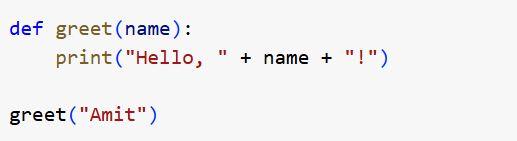 def greet(name):
    print("Hello, " + name + "!")
greet("Amit")